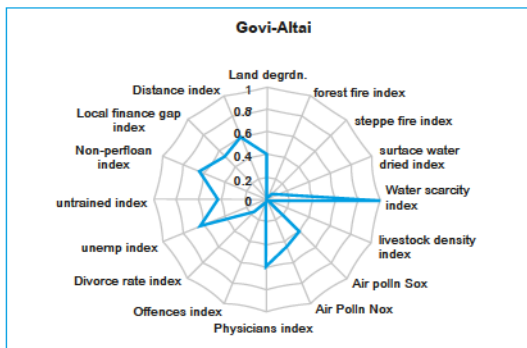 Govi-Altai
Land degrdn.
forest fire index
steppe fire index
surtace water
dried index
Water scarcity
index
livestock density
index
Air polln Sox
Air Polln Nox
Physicians index
Offences index
Divorce rate index
unemp index
untrained index
Non-perfloan
index
Local finance gap
index
Distance index
1
0.8
0.6
0.4
0.2
0